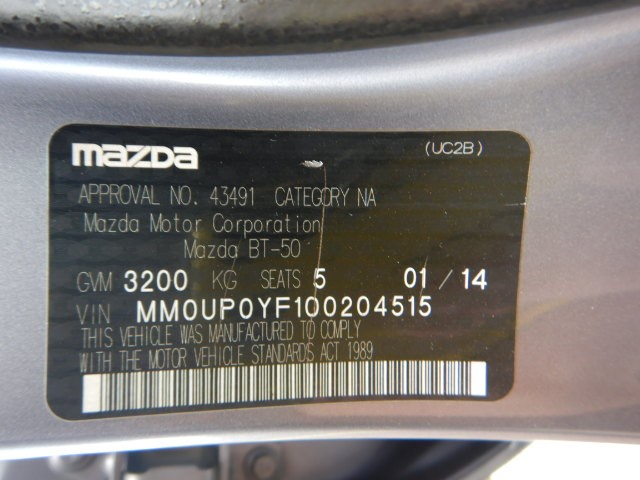 mazda (UC2B)
APPROVAL NO. 43491 CATEGORY NA
Mazda Motor Corporation
Mazda BT-50
GVM 3200 KG SEATS 5 01 / 14
VIN MM0UP0YF100204515
THIS VEHICLE WAS MANUFACTURED TO COMPLY
WITH THE MOTOR VEHICLE STANDARDS ACT 1989